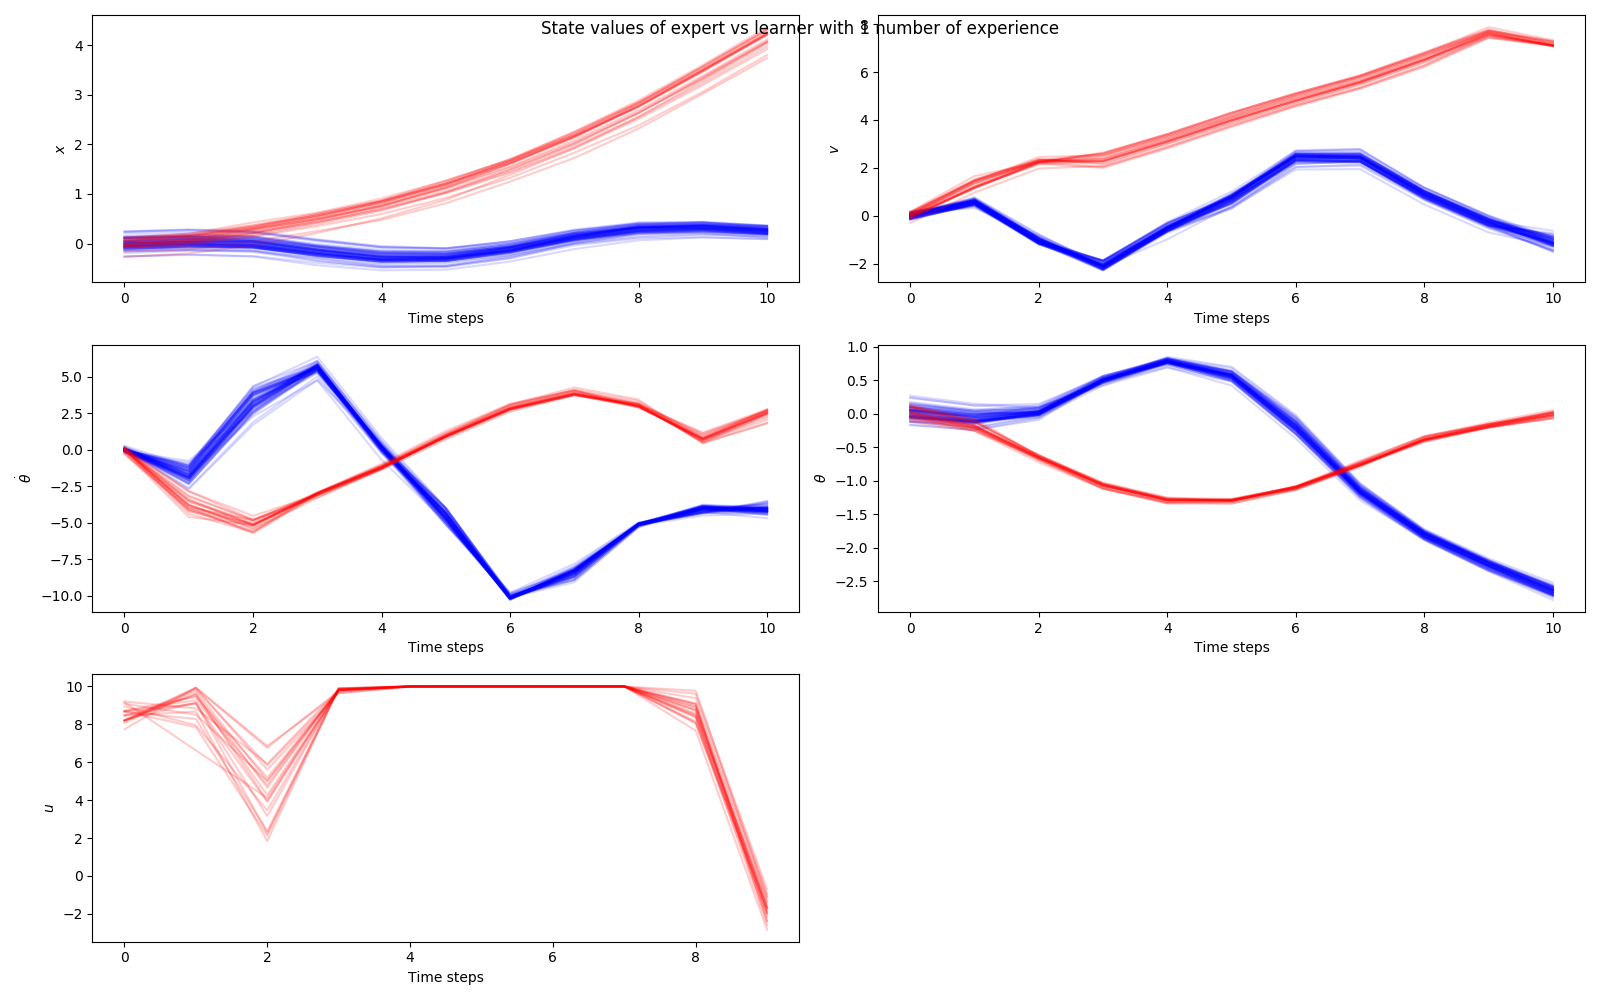 State values of expert vs learner with 1 number of experience
4
3
2
1
0
x
0 2 4 6 8 10
Time steps
8
6
4
2
0
−2
v
0 2 4 6 8 10
Time steps
5.0
2.5
0.0
−2.5
−5.0
−7.5
−10.0
θ̇
0 2 4 6 8 10
Time steps
1.0
0.5
0.0
−0.5
−1.0
−1.5
−2.0
−2.5
θ
0 2 4 6 8 10
Time steps
10
8
6
4
2
0
−2
u
0 2 4 6 8
Time steps